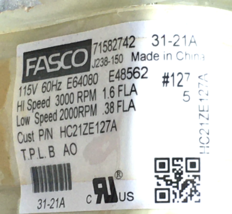 FASCO 71582742 31-21A
J238-150 Made in China
115V 60Hz E64080 E48562
HI Speed 3000 RPM 1.6 FLA
Low Speed 2000RPM .38 FLA
Cust P/N HC21ZE127A
T.P.L.B AO
#127
5
HC21ZE127A
31-21A
C US